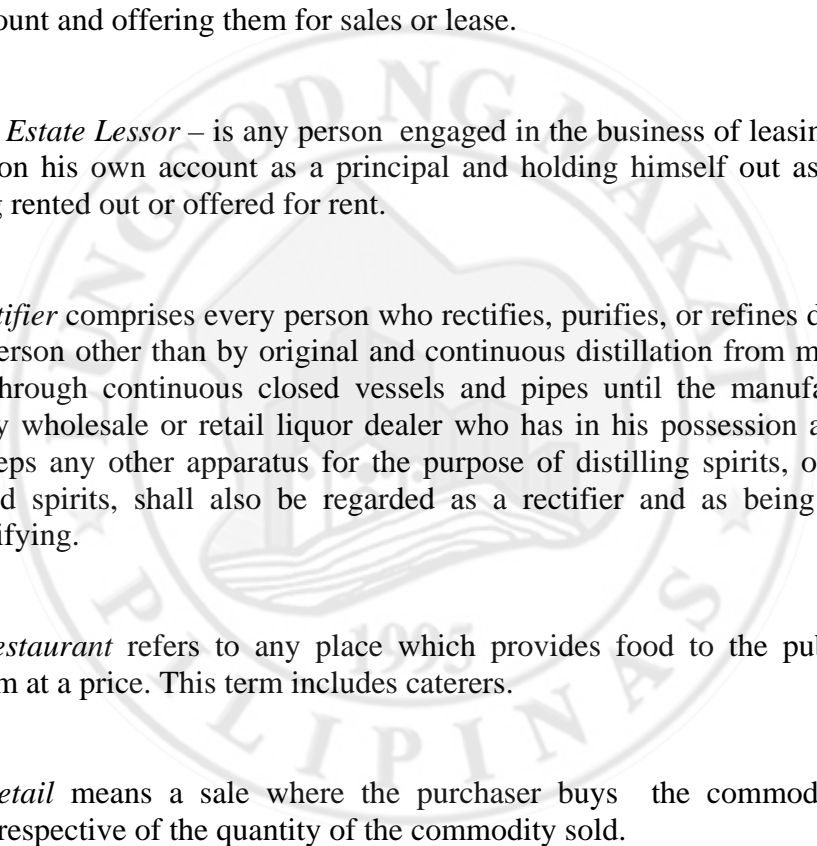 ount and offering them for sales or lease.
Estate Lessor – is any person engaged in the business of leasin
on his own account as a principal and holding himself out as
g rented out or offered for rent.
tifier comprises every person who rectifies, purifies, or refines d
erson other than by original and continuous distillation from m
hrough continuous closed vessels and pipes until the manufa
y wholesale or retail liquor dealer who has in his possession a
eps any other apparatus for the purpose of distilling spirits, o
d spirits, shall also be regarded as a rectifier and as being
ifying.
estaurant refers to any place which provides food to the pu
m at a price. This term includes caterers.
etail means a sale where the purchaser buys the commod
respective of the quantity of the commodity sold.
LUNGSOD NG MAKATI
1995
PILIPINAS